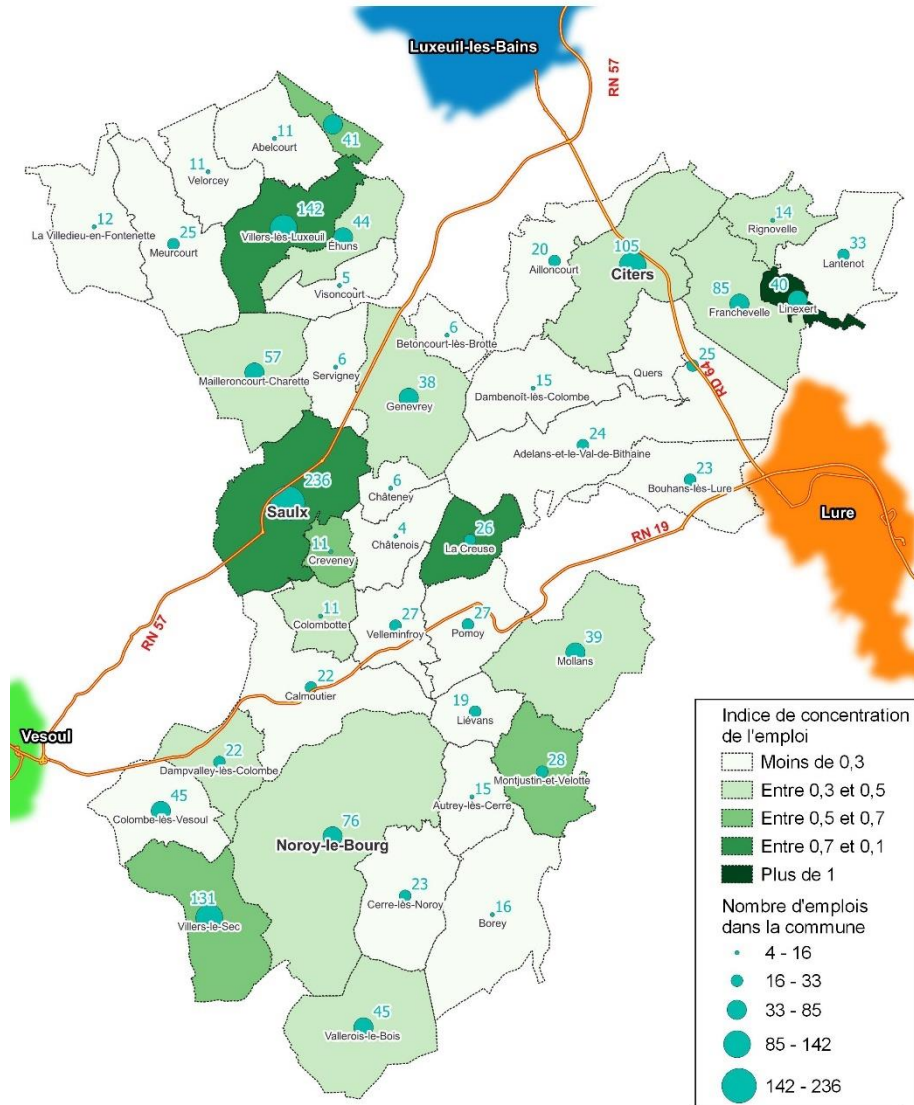 Luxeuil-les-Bains
RN 57
41
11
Abelcourt
11
Velorcey
142
Villers-lès-Luxeuil
12
La Villedieu-en-Fontenette
25
Meurcourt
44
Éhuns
5
Visoncourt
14
Rignovelle
33
Lantenot
20
Ailloncourt
105
Citers
85
Franchevelle
40
Linexert
6
Betoncourt-lès-Brotte
57
Mailleroncourt-Charette
6
Servigney
38
Genevrey
25
Quers
RD 64
15
Dambenoît-lès-Colombe
24
Adelans-et-le Val-de-Bithaine
23
Bouhans-lès-Lure
236
Saulx
6
Châteney
4
Châtenois
26
La Creuse
11
Creveney
RN 19
Lure
11
Colombotte
27
Velleminfroy
27
Pomoy
RN 57
39
Mollans
22
Calmoutier
19
Liévans
Vesoul
22
Dampvalley-lès-Colombe
28
Montjustin-et-Velotte
45
Colombe-lès-Vesoul
15
Autrey-lès-Cerre
76
Noroy-le-Bourg
131
Villers-le-Sec
23
Cerre-lès-Noroy
16
Borey
45
Vallerois-le-Bois
Indice de concentration
de l'emploi
Moins de 0,3
Entre 0,3 et 0,5
Entre 0,5 et 0,7
Entre 0,7 et 0,1
Plus de 1
Nombre d'emplois
dans la commune
4 - 16
16 - 33
33 - 85
85 - 142
142 - 236